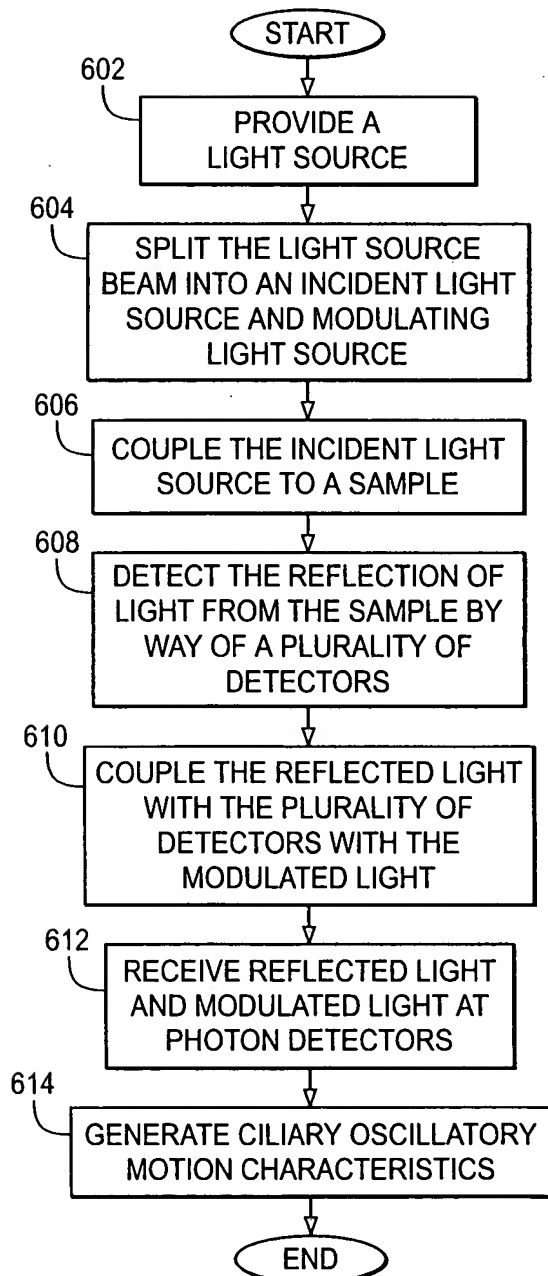 START
602
PROVIDE A
LIGHT SOURCE
604
SPLIT THE LIGHT SOURCE
BEAM INTO AN INCIDENT LIGHT
SOURCE AND MODULATING
LIGHT SOURCE
606
COUPLE THE INCIDENT LIGHT
SOURCE TO A SAMPLE
608
DETECT THE REFLECTION OF
LIGHT FROM THE SAMPLE BY
WAY OF A PLURALITY OF
DETECTORS
610
COUPLE THE REFLECTED LIGHT
WITH THE PLURALITY OF
DETECTORS WITH THE
MODULATED LIGHT
612
RECEIVE REFLECTED LIGHT
AND MODULATED LIGHT AT
PHOTON DETECTORS
614
GENERATE CILIARY OSCILLATORY
MOTION CHARACTERISTICS
END